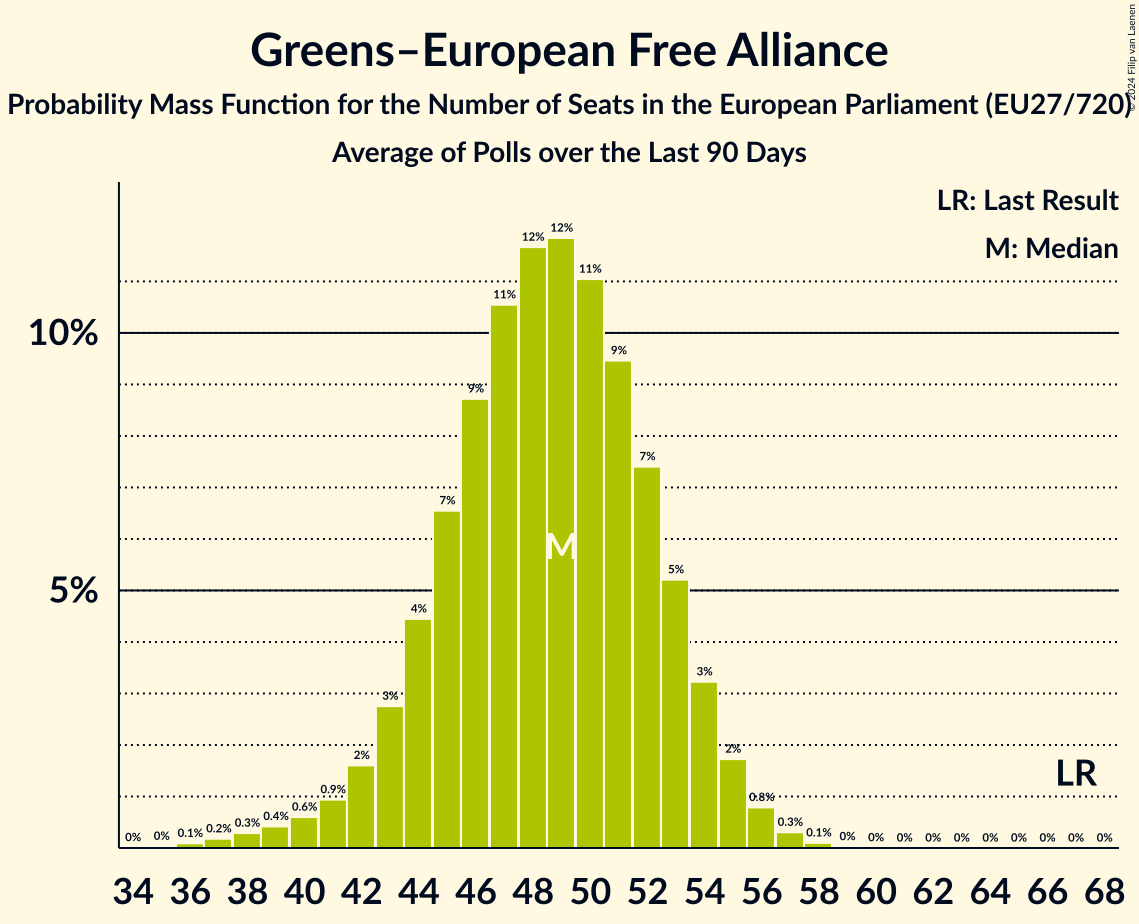 Greens–European Free Alliance
Probability Mass Function for the Number of Seats in the European Parliament (EU27/720)
Average of Polls over the Last 90 Days
© 2024 Filip van Laenen
LR: Last Result
M: Median
10%
5%
0% 0% 0.1% 0.2% 0.3% 0.4% 0.6% 0.9% 2% 3% 4% 7% 9% 11% 12% 12% 11% 9% 7% 5% 3% 2% 0.8% 0.3% 0.1% 0% 0% 0% 0% 0% 0% 0% 0% 0% 0%
M
LR
34 36 38 40 42 44 46 48 50 52 54 56 58 60 62 64 66 68